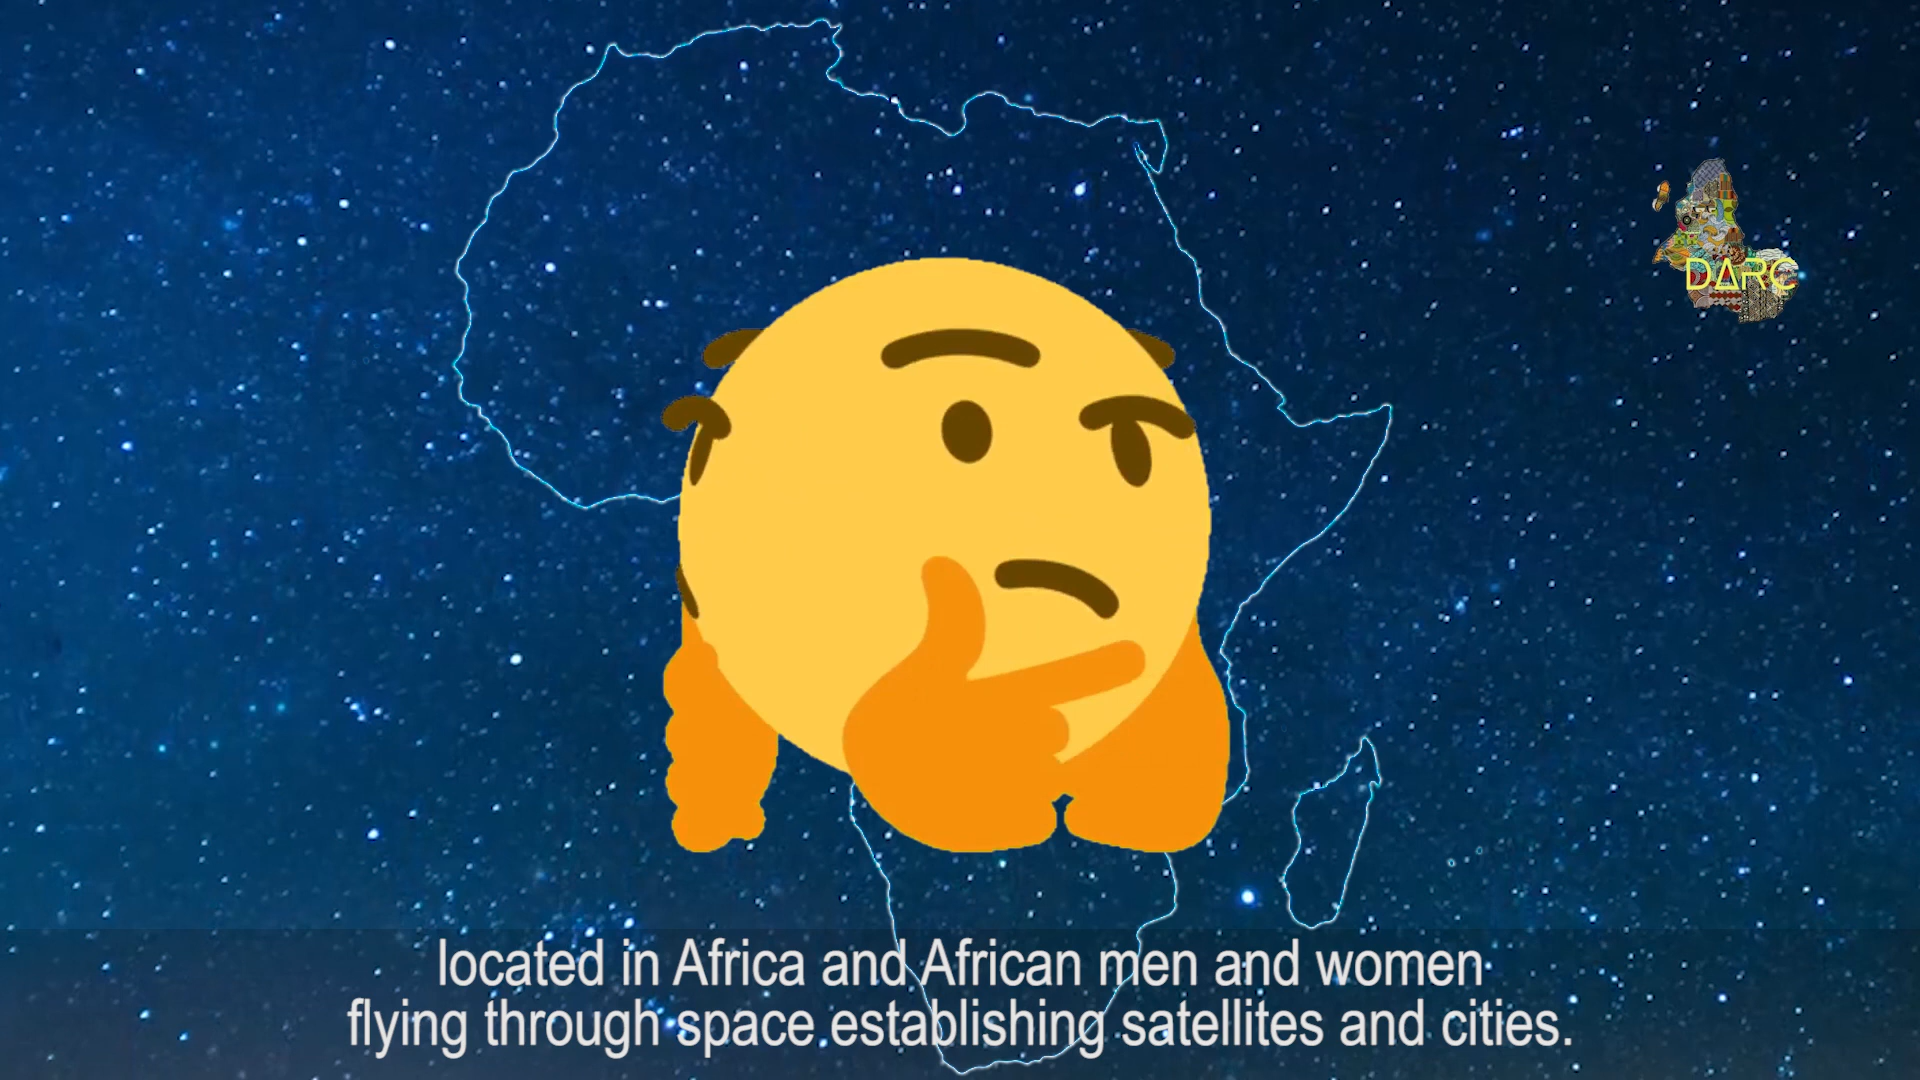 DARC
located in Africa and African men and women
flying through space establishing satellites and cities.